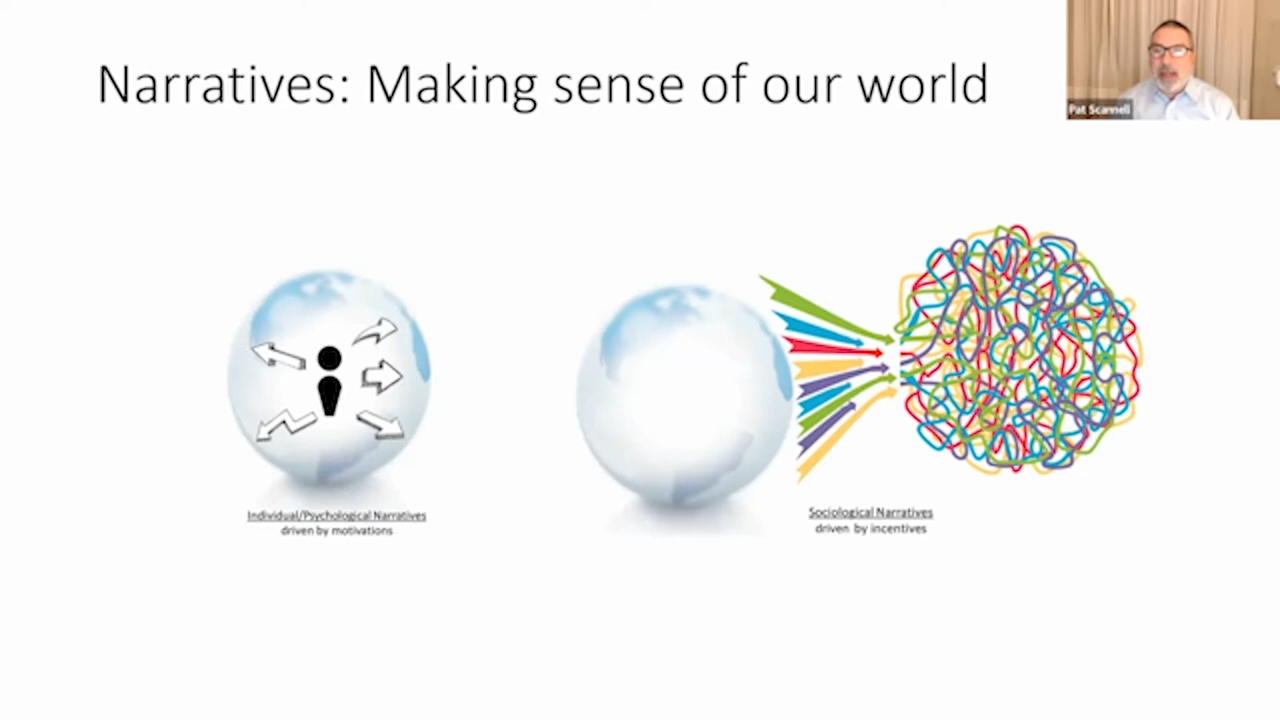 Narratives: Making sense of our world
Pat Scannell
Individual/Psychological Narratives
driven by motivations
Sociological Narratives
driven by incentives